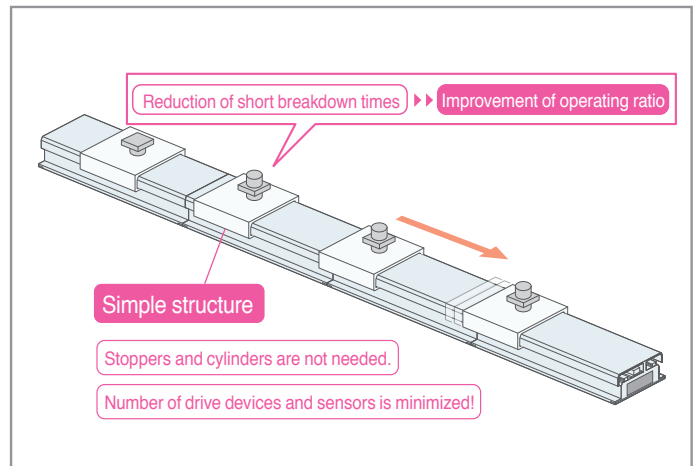 Reduction of short breakdown times
Improvement of operating ratio
Simple structure
Stoppers and cylinders are not needed.
Number of drive devices and sensors is minimized!